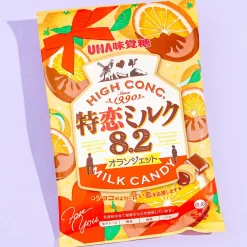 UHA味覚糖
HIGH CONC.
Since 1990
特恋ミルク
8.2
オランジェット
MILK CANDY
For You